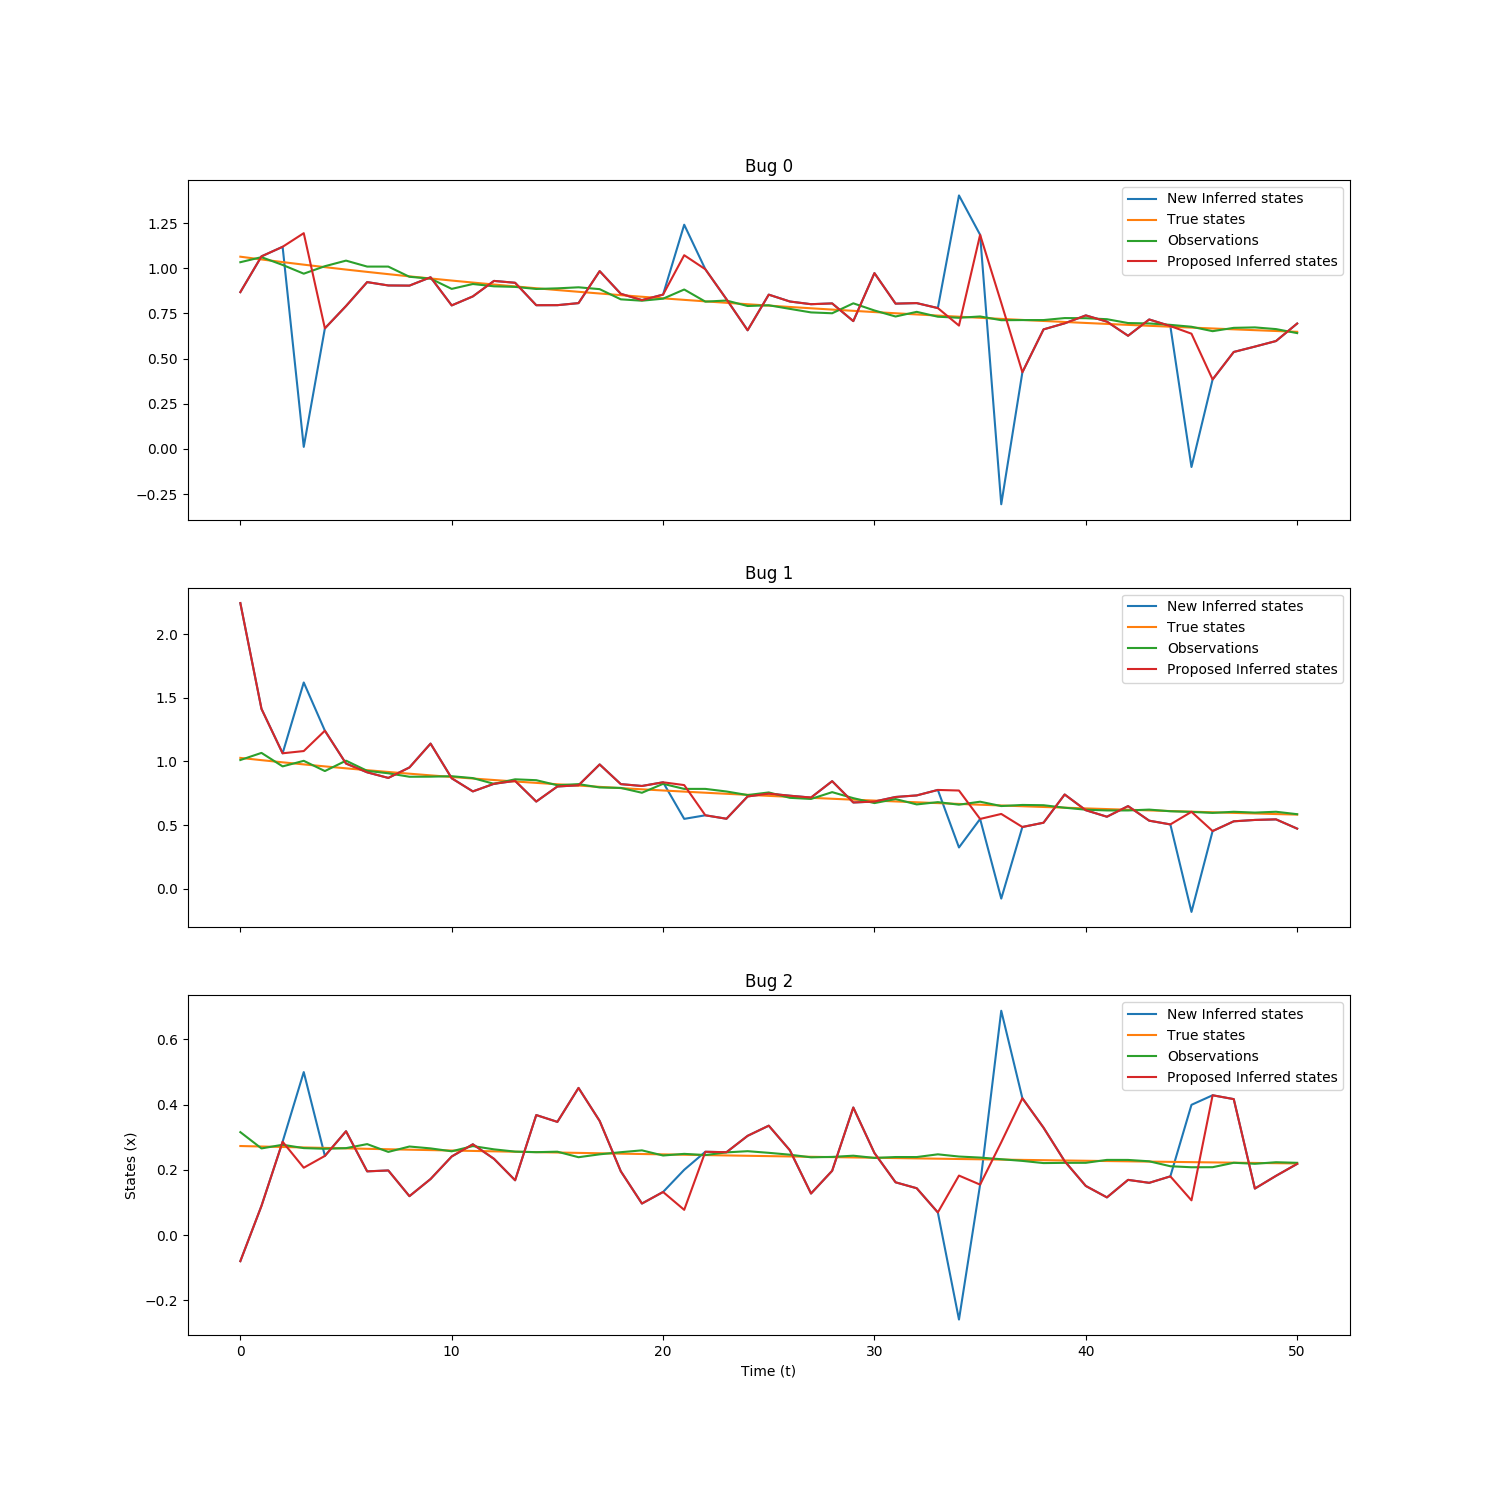 Bug 0
New Inferred states
True states
Observations
Proposed Inferred states
1.25
1.00
0.75
0.50
0.25
0.00
−0.25
Bug 1
New Inferred states
True states
Observations
Proposed Inferred states
2.0
1.5
1.0
0.5
0.0
Bug 2
New Inferred states
True states
Observations
Proposed Inferred states
0.6
0.4
0.2
0.0
−0.2
States (x)
0 10 20 30 40 50
Time (t)